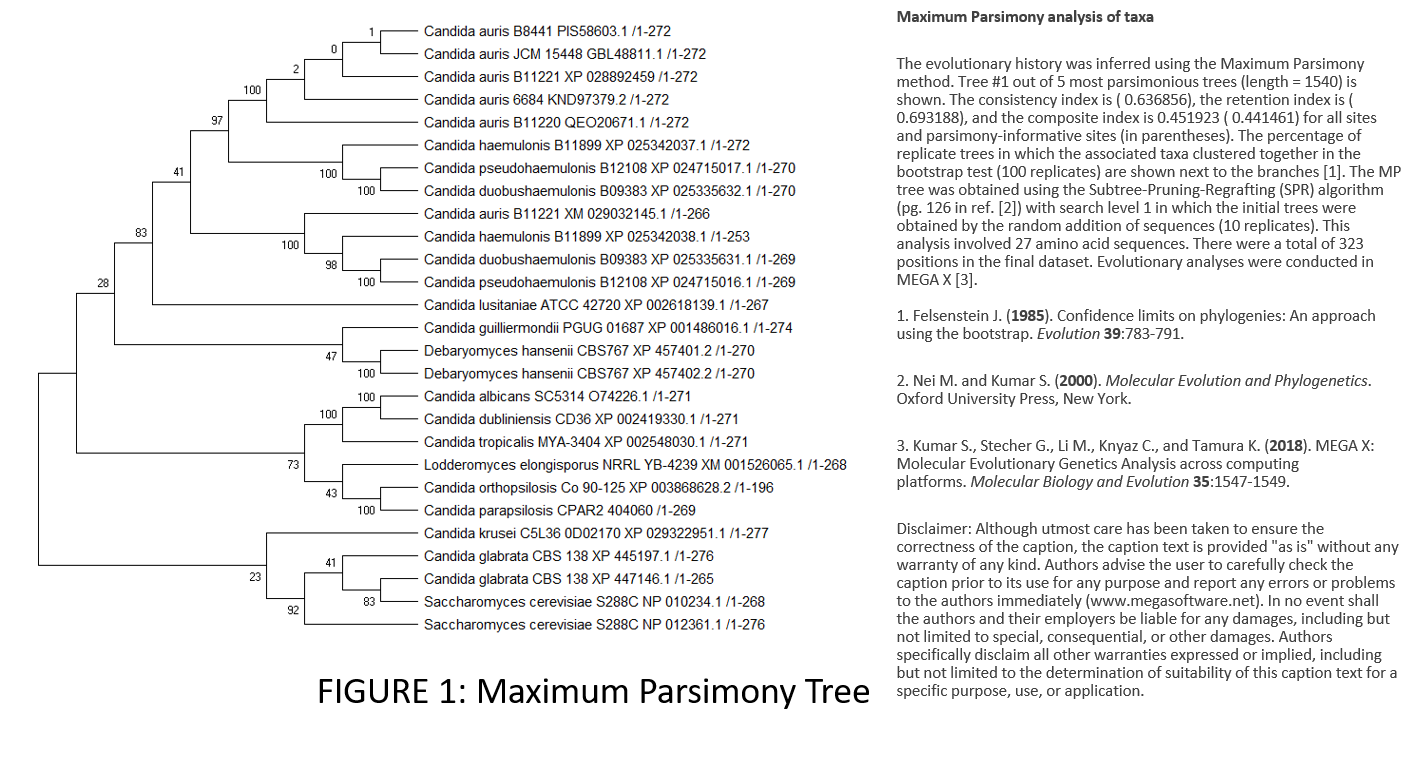 1
Candida auris B8441 PIS58603.1 /1-272
0
Candida auris JCM 15448 GBL48811.1 /1-272
2
Candida auris B11221 XP 028892459 /1-272
100
Candida auris 6684 KND97379.2 /1-272
97
Candida auris B11220 QEO20671.1 /1-272
Candida haemulonis B11899 XP 025342037.1 /1-272
100
Candida pseudohaemulonis B12108 XP 024715017.1 /1-270
41
100
Candida duobushaemulonis B09383 XP 025335632.1 /1-270
Candida auris B11221 XM 029032145.1 /1-266
83
100
Candida haemulonis B11899 XP 025342038.1 /1-253
98
Candida duobushaemulonis B09383 XP 025335631.1 /1-269
28
100
Candida pseudohaemulonis B12108 XP 024715016.1 /1-269
Candida lusitaniae ATCC 42720 XP 002618139.1 /1-267
Candida guilliermondii PGUG 01687 XP 001486016.1 /1-274
47
Debaryomyces hansenii CBS767 XP 457401.2 /1-270
100
Debaryomyces hansenii CBS767 XP 457402.2 /1-270
100
Candida albicans SC5314 O74226.1 /1-271
100
Candida dubliniensis CD36 XP 002419330.1 /1-271
Candida tropicalis MYA-3404 XP 002548030.1 /1-271
73
Lodderomyces elongisporus NRRL YB-4239 XM 001526065.1 /1-268
43
Candida orthopsilosis Co 90-125 XP 003868628.2 /1-196
100
Candida parapsilosis CPAR2 404060 /1-269
Candida krusei C5L36 0D02170 XP 029322951.1 /1-277
41
Candida glabrata CBS 138 XP 445197.1 /1-276
23
Candida glabrata CBS 138 XP 447146.1 /1-265
83
Saccharomyces cerevisiae S288C NP 010234.1 /1-268
92
Saccharomyces cerevisiae S288C NP 012361.1 /1-276
FIGURE 1: Maximum Parsimony Tree
Maximum Parsimony analysis of taxa
The evolutionary history was inferred using the Maximum Parsimony
method. Tree #1 out of 5 most parsimonious trees (length = 1540) is
shown. The consistency index is ( 0.636856), the retention index is (
0.693188), and the composite index is 0.451923 ( 0.441461) for all sites
and parsimony-informative sites (in parentheses). The percentage of
replicate trees in which the associated taxa clustered together in the
bootstrap test (100 replicates) are shown next to the branches [1]. The MP
tree was obtained using the Subtree-Pruning-Regrafting (SPR) algorithm
(pg. 126 in ref. [2]) with search level 1 in which the initial trees were
obtained by the random addition of sequences (10 replicates). This
analysis involved 27 amino acid sequences. There were a total of 323
positions in the final dataset. Evolutionary analyses were conducted in
MEGA X [3].
1. Felsenstein J. (1985). Confidence limits on phylogenies: An approach
using the bootstrap. Evolution 39:783-791.
2. Nei M. and Kumar S. (2000). Molecular Evolution and Phylogenetics.
Oxford University Press, New York.
3. Kumar S., Stecher G., Li M., Knyaz C., and Tamura K. (2018). MEGA X:
Molecular Evolutionary Genetics Analysis across computing
platforms. Molecular Biology and Evolution 35:1547-1549.
Disclaimer: Although utmost care has been taken to ensure the
correctness of the caption, the caption text is provided "as is" without any
warranty of any kind. Authors advise the user to carefully check the
caption prior to its use for any purpose and report any errors or problems
to the authors immediately (www.megasoftware.net). In no event shall
the authors and their employers be liable for any damages, including but
not limited to special, consequential, or other damages. Authors
specifically disclaim all other warranties expressed or implied, including
but not limited to the determination of suitability of this caption text for a
specific purpose, use, or application.